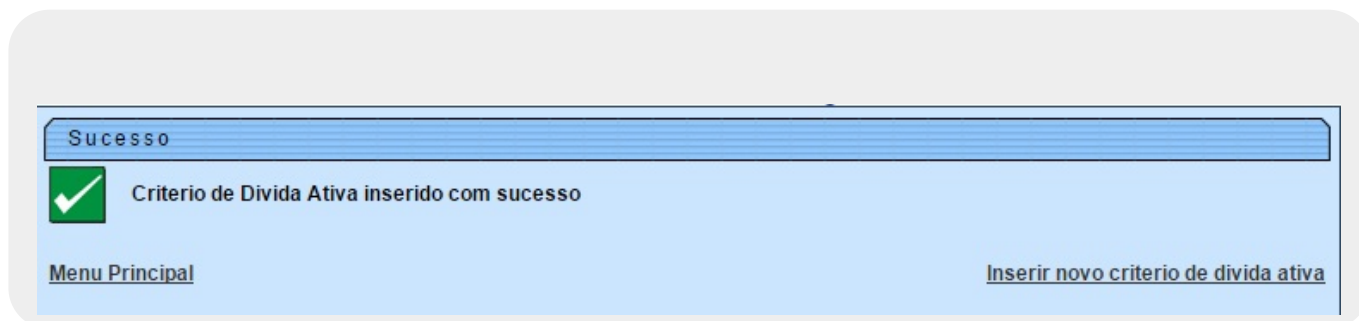 Sucesso
Criterio de Divida Ativa inserido com sucesso
Menu Principal Inserir novo criterio de divida ativa